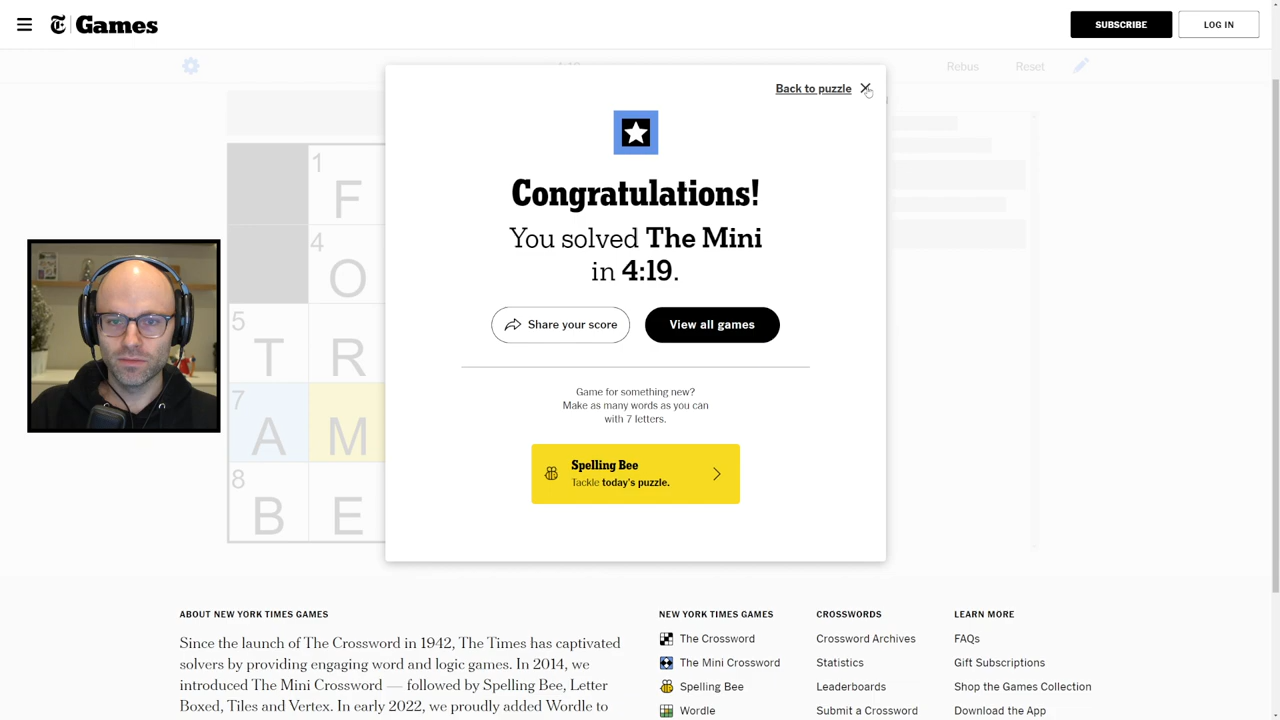 Games
SUBSCRIBE
LOG IN
4:19
Rebus
Reset
Back to puzzle
Congratulations!
You solved The Mini
in 4:19.
Share your score
View all games
Game for something new?
Make as many words as you can
with 7 letters.
Spelling Bee
Tackle today's puzzle.
1
F
4
O
5
T
R
7
A
M
8
B
E
ABOUT NEW YORK TIMES GAMES
Since the launch of The Crossword in 1942, The Times has captivated
solvers by providing engaging word and logic games. In 2014, we
introduced The Mini Crossword — followed by Spelling Bee, Letter
Boxed, Tiles and Vertex. In early 2022, we proudly added Wordle to
NEW YORK TIMES GAMES
The Crossword
The Mini Crossword
Spelling Bee
Wordle
CROSSWORDS
Crossword Archives
Statistics
Leaderboards
Submit a Crossword
LEARN MORE
FAQs
Gift Subscriptions
Shop the Games Collection
Download the App